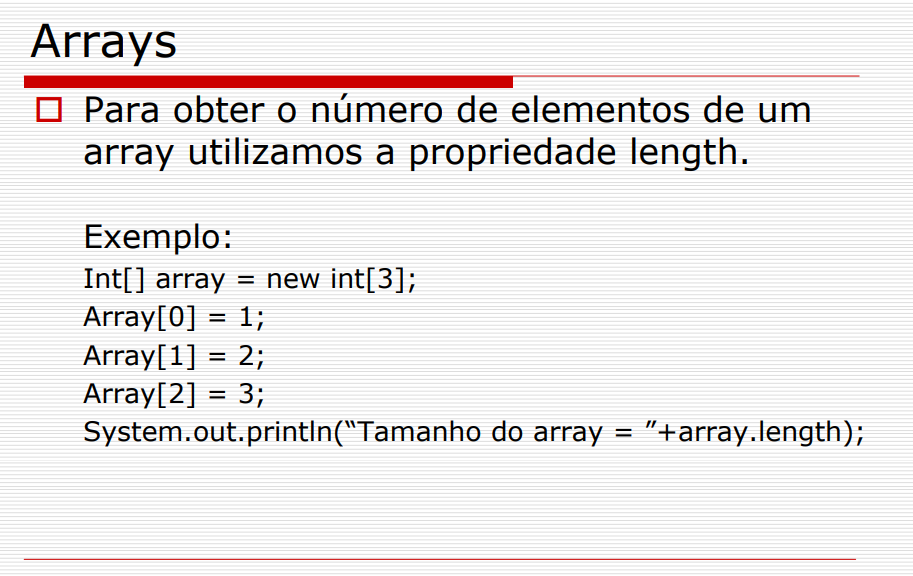 Arrays
Para obter o número de elementos de um
array utilizamos a propriedade length.
Exemplo:
Int[] array = new int[3];
Array[0] = 1;
Array[1] = 2;
Array[2] = 3;
System.out.println(“Tamanho do array = ”+array.length);